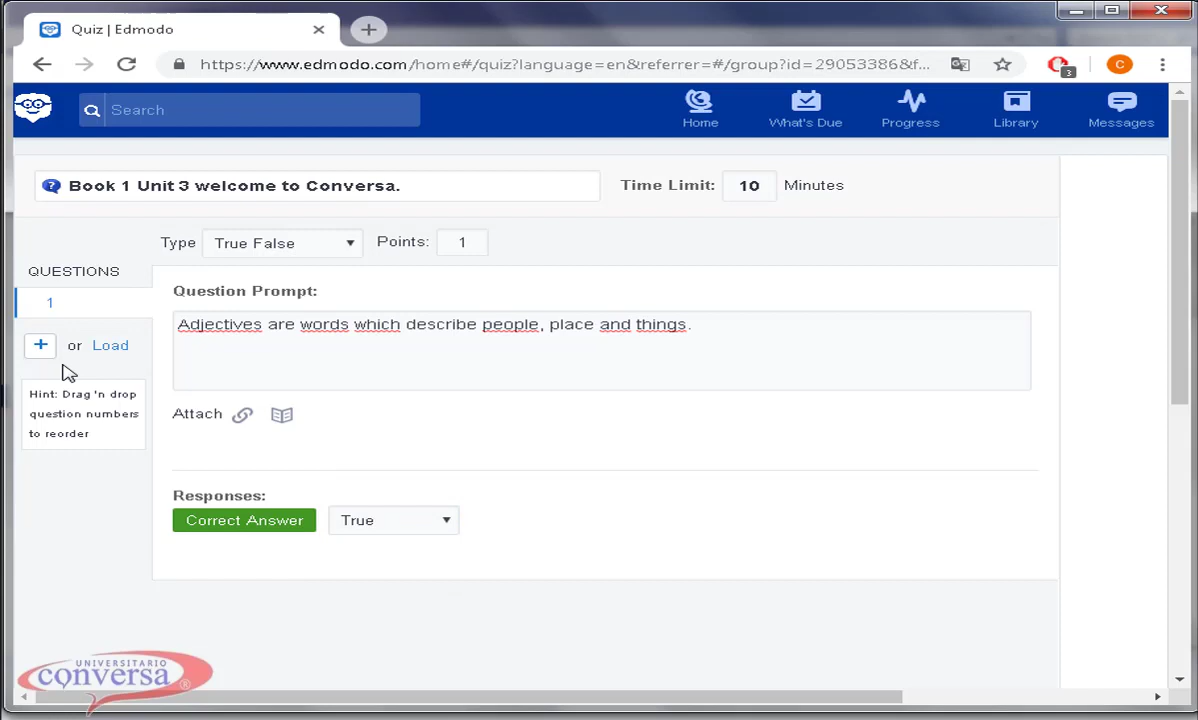 Quiz | Edmodo
https://www.edmodo.com/home#/quiz?language=en&referrer=#/group?id=29053386&f...
3
C
Search
Home
What's Due
Progress
Library
Messages
Book 1 Unit 3 welcome to Conversa.
Time Limit: 10 Minutes
Type True False Points: 1
QUESTIONS
1
+ or Load
Hint: Drag 'n drop
question numbers
to reorder
Question Prompt:
Adjectives are words which describe people, place and things.
Attach
Responses:
Correct Answer True
UNIVERSITARIO
conversa®